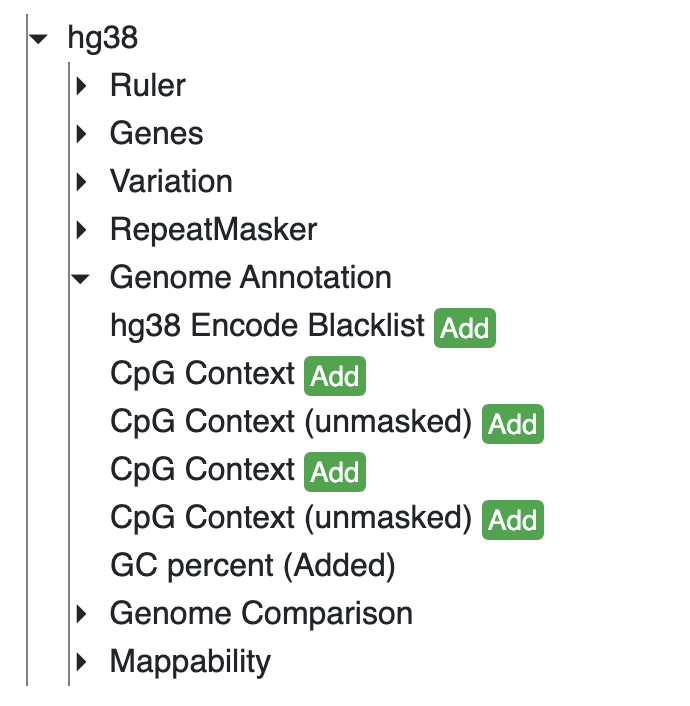 hg38
Ruler
Genes
Variation
RepeatMasker
Genome Annotation
hg38 Encode Blacklist Add
CpG Context Add
CpG Context (unmasked) Add
CpG Context Add
CpG Context (unmasked) Add
GC percent (Added)
Genome Comparison
Mappability